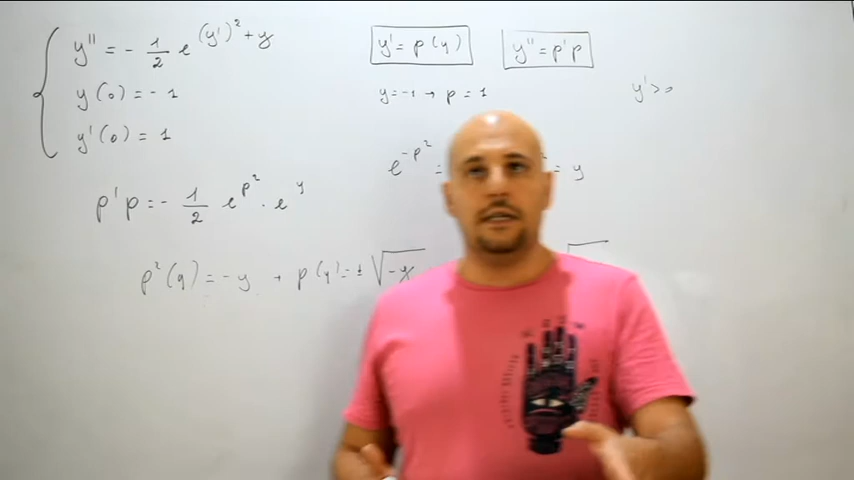 y'' = - 1/2 e^{(y')² + y}
y(0) = - 1
y'(0) = 1
y' = p(y)
y'' = p'p
y = -1 → p = 1
y' > 0
e^{-p²} =
= y
p'p = - 1/2 e^{p²} · e^{y}
p²(y) = - y → p(y) = ± √-y